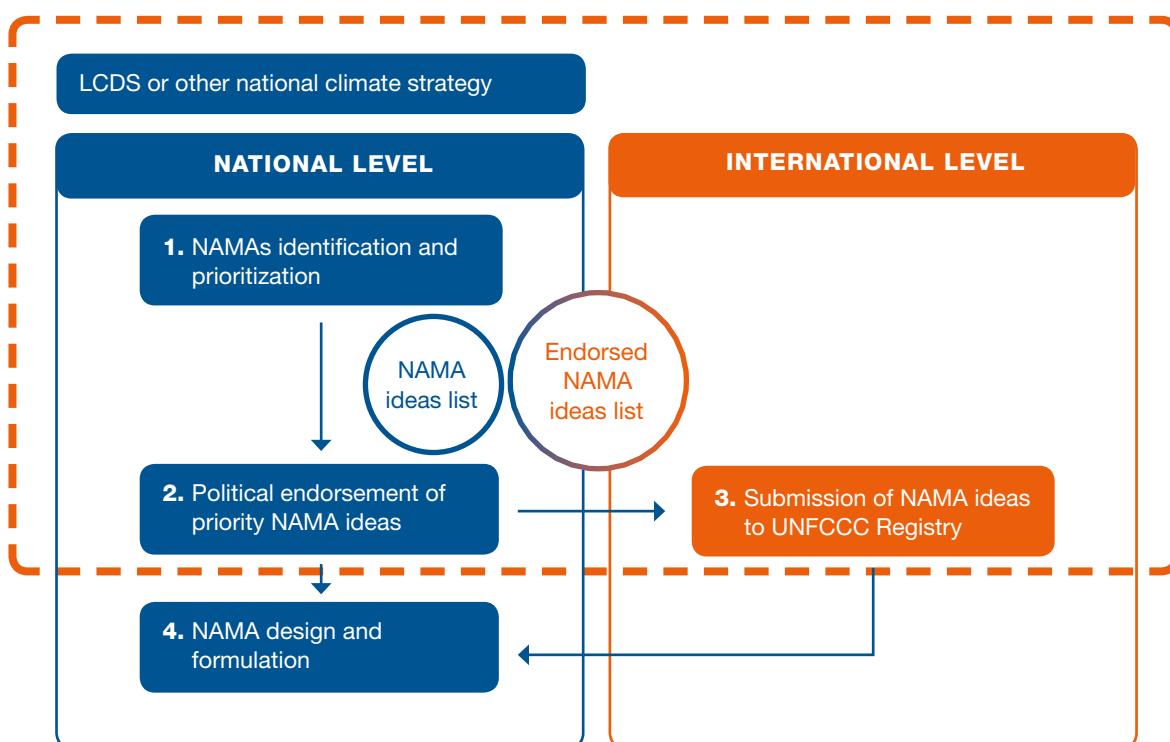 LCDS or other national climate strategy
NATIONAL LEVEL
INTERNATIONAL LEVEL
1. NAMAs identification and
prioritization
NAMA
ideas list
Endorsed
NAMA
ideas list
2. Political endorsement of
priority NAMA ideas
3. Submission of NAMA ideas
to UNFCCC Registry
4. NAMA design and
formulation